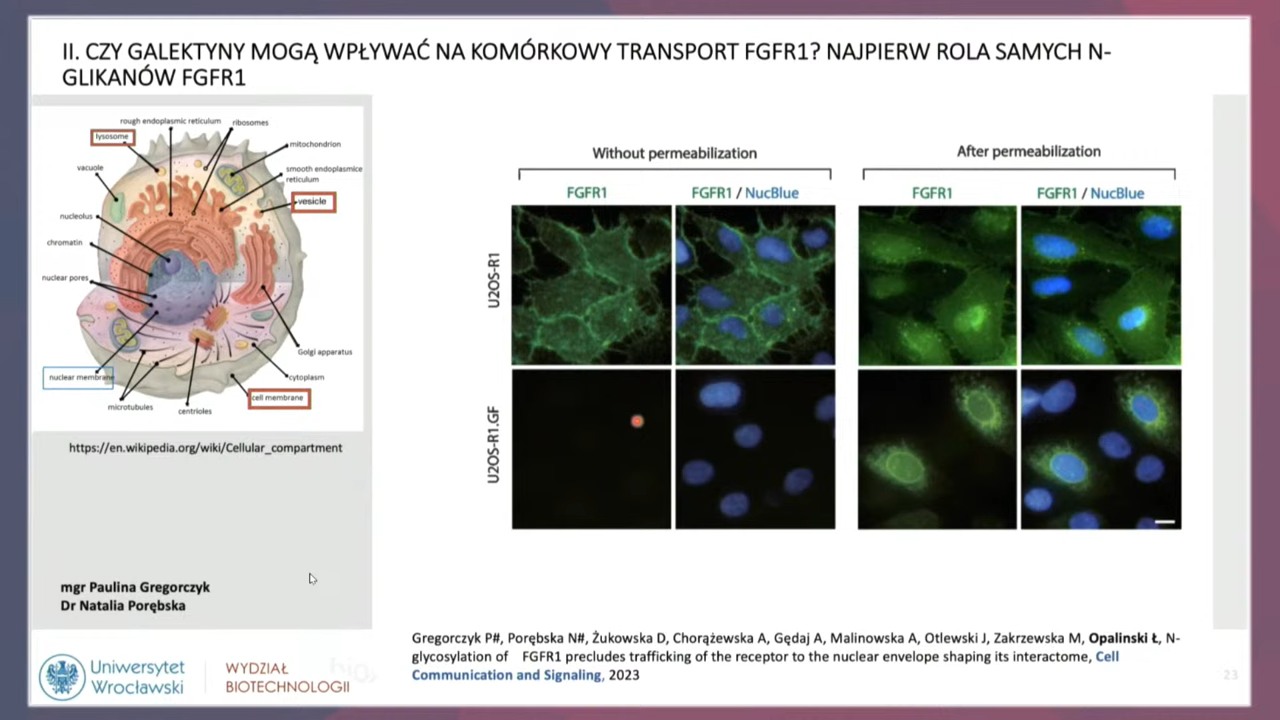 II. CZY GALEKTYNY MOGĄ WPŁYWAĆ NA KOMÓRKOWY TRANSPORT FGFR1? NAJPIERW ROLA SAMYCH N-
GLIKANÓW FGFR1
rough endoplasmic reticulum
ribosomes
lysosome
mitochondrion
vacuole
smooth endoplasmice
reticulum
vesicle
nucleolus
chromatin
nuclear pores
Golgi apparatus
nuclear membrane
cytoplasm
cell membrane
microtubules
centrioles
https://en.wikipedia.org/wiki/Cellular_compartment
Without permeabilization
After permeabilization
FGFR1
FGFR1 / NucBlue
FGFR1
FGFR1 / NucBlue
U2OS-R1
U2OS-R1.GF
mgr Paulina Gregorczyk
Dr Natalia Porębska
Gregorczyk P#, Porębska N#, Żukowska D, Chorążewska A, Gędaj A, Malinowska A, Otlewski J, Zakrzewska M, Opalinski Ł, N-
glycosylation of FGFR1 precludes trafficking of the receptor to the nuclear envelope shaping its interactome, Cell
Communication and Signaling, 2023
Uniwersytet
Wrocławski
WYDZIAŁ
BIOTECHNOLOGII
bio
23